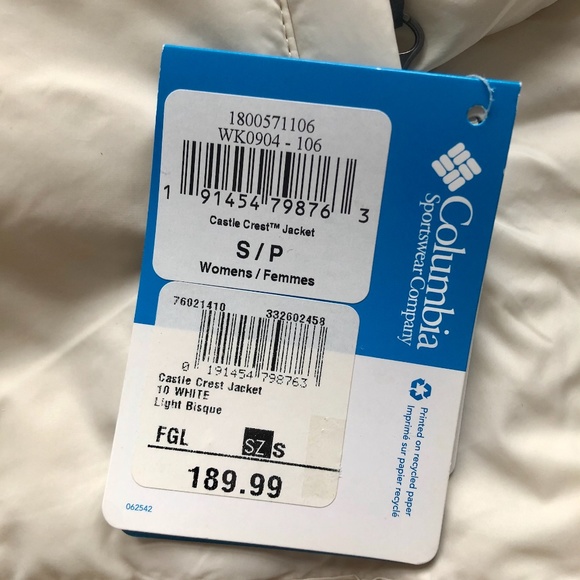 1800571106
WK0904 - 106
1 91454 79876 3
Castle Crest™ Jacket
S / P
Womens / Femmes
76021410 332602458
0 191454 798763
Castle Crest Jacket
10 WHITE
Light Bisque
FGL SZ S
189.99
062542
Columbia
Sportswear Company
Printed on recycled paper
Imprimé sur papier recyclé